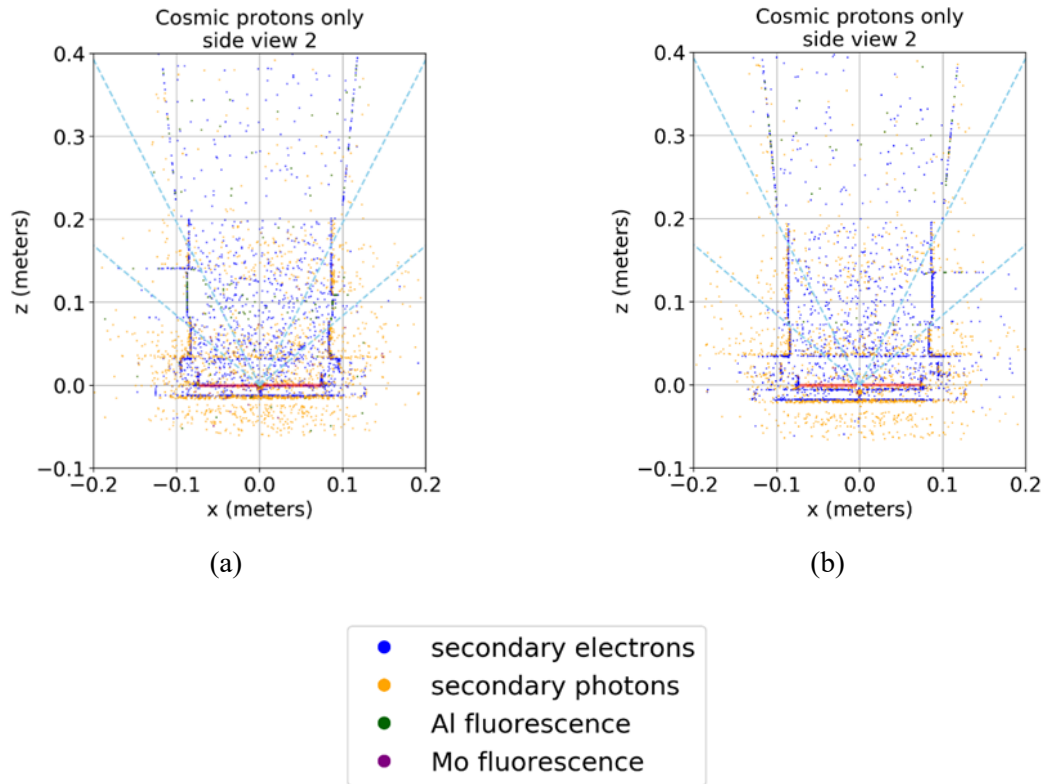 Cosmic protons only
side view 2
0.4
0.3
0.2
0.1
0.0
−0.1
z (meters)
−0.2 −0.1 0.0 0.1 0.2
x (meters)
(a)
Cosmic protons only
side view 2
0.4
0.3
0.2
0.1
0.0
−0.1
z (meters)
−0.2 −0.1 0.0 0.1 0.2
x (meters)
(b)
secondary electrons
secondary photons
Al fluorescence
Mo fluorescence